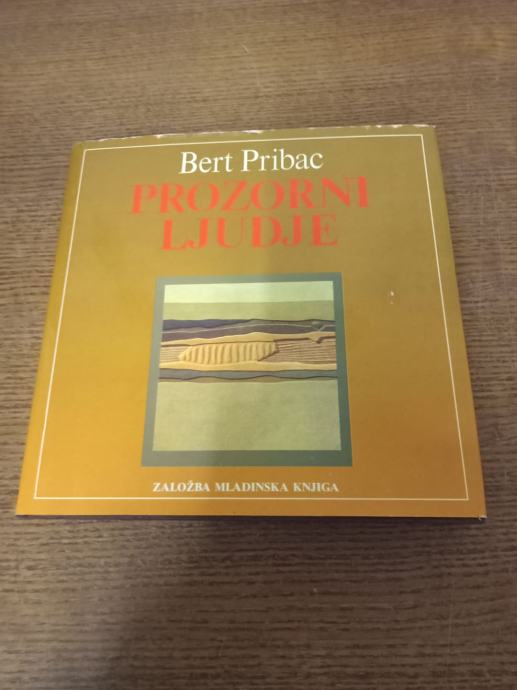 Bert Pribac
PROZORNI
LJUDJE
ZALOŽBA MLADINSKA KNJIGA